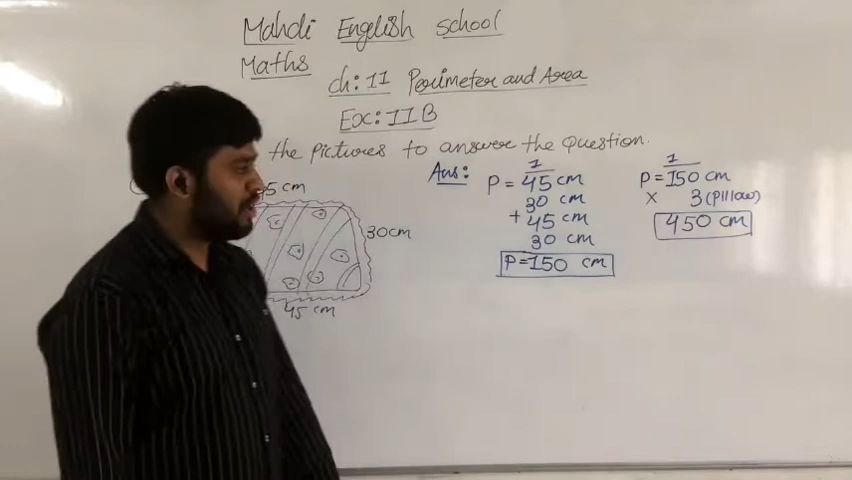 Mahdi English school
Maths
ch: 11 Perimeter and Area
Exc: 11 B
the Pictures to answer the Question.
5 cm
30cm
45 cm
Ans:
1
P = 45 cm
30 cm
+ 45 cm
30 cm
P = 150 cm
1
P = 150 cm
x 3 (Pillow)
450 cm